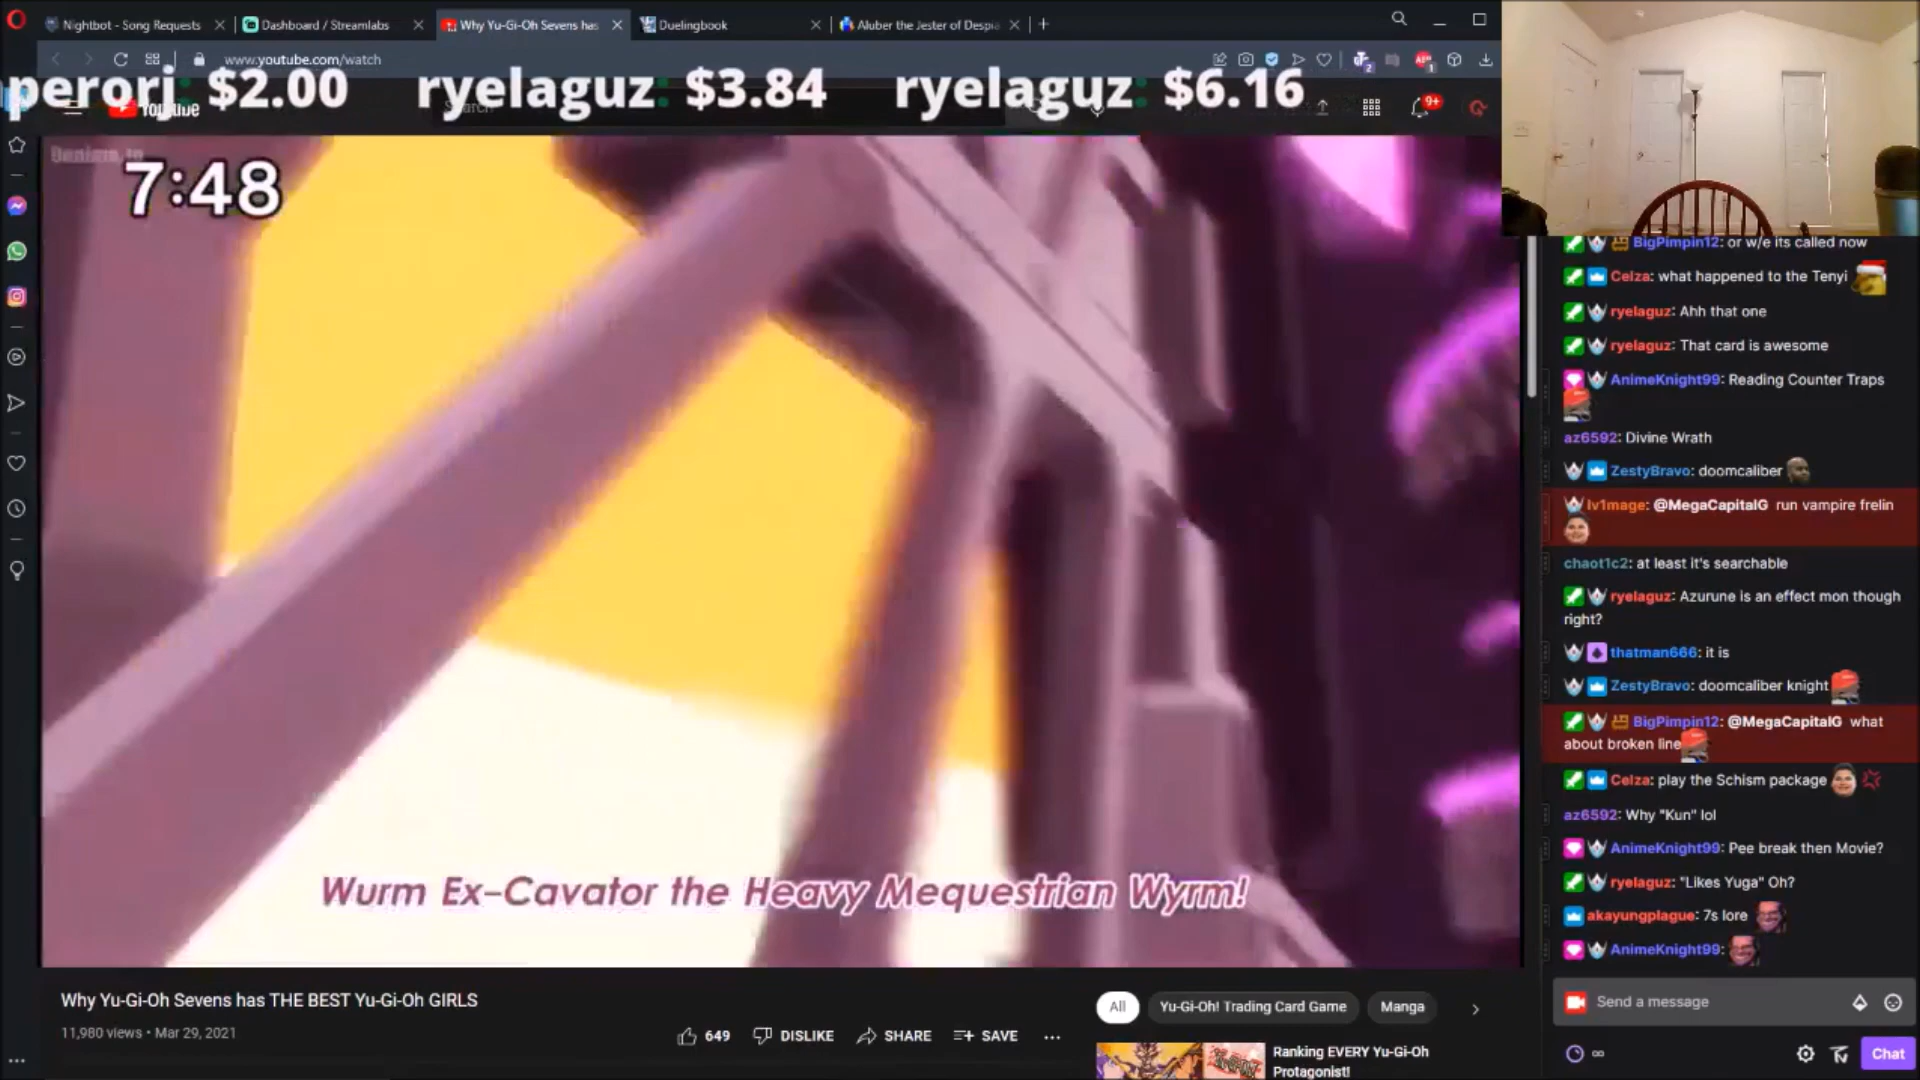 Nightbot - Song Requests
Dashboard / Streamlabs
Why Yu-Gi-Oh Sevens has
Duelingbook
Aluber the Jester of Despia
www.youtube.com/watch
perorj: $2.00 ryelaguz: $3.84 ryelaguz: $6.16
YouTube
Search
9+
7:48
Wurm Ex-Cavator the Heavy Mequestrian Wyrm!
Why Yu-Gi-Oh Sevens has THE BEST Yu-Gi-Oh GIRLS
11,980 views • Mar 29, 2021
649 DISLIKE SHARE SAVE
All Yu-Gi-Oh! Trading Card Game Manga
Ranking EVERY Yu-Gi-Oh
Protagonist!
BigPimpin12: or w/e its called now
Celza: what happened to the Tenyi
ryelaguz: Ahh that one
ryelaguz: That card is awesome
AnimeKnight99: Reading Counter Traps
az6592: Divine Wrath
ZestyBravo: doomcaliber
lv1mage: @MegaCapitalG run vampire frelin
chaot1c2: at least it's searchable
ryelaguz: Azurune is an effect mon though
right?
thatman666: it is
ZestyBravo: doomcaliber knight
BigPimpin12: @MegaCapitalG what
about broken line
Celza: play the Schism package
az6592: Why "Kun" lol
AnimeKnight99: Pee break then Movie?
ryelaguz: "Likes Yuga" Oh?
akayungplague: 7s lore
AnimeKnight99:
Send a message
Chat